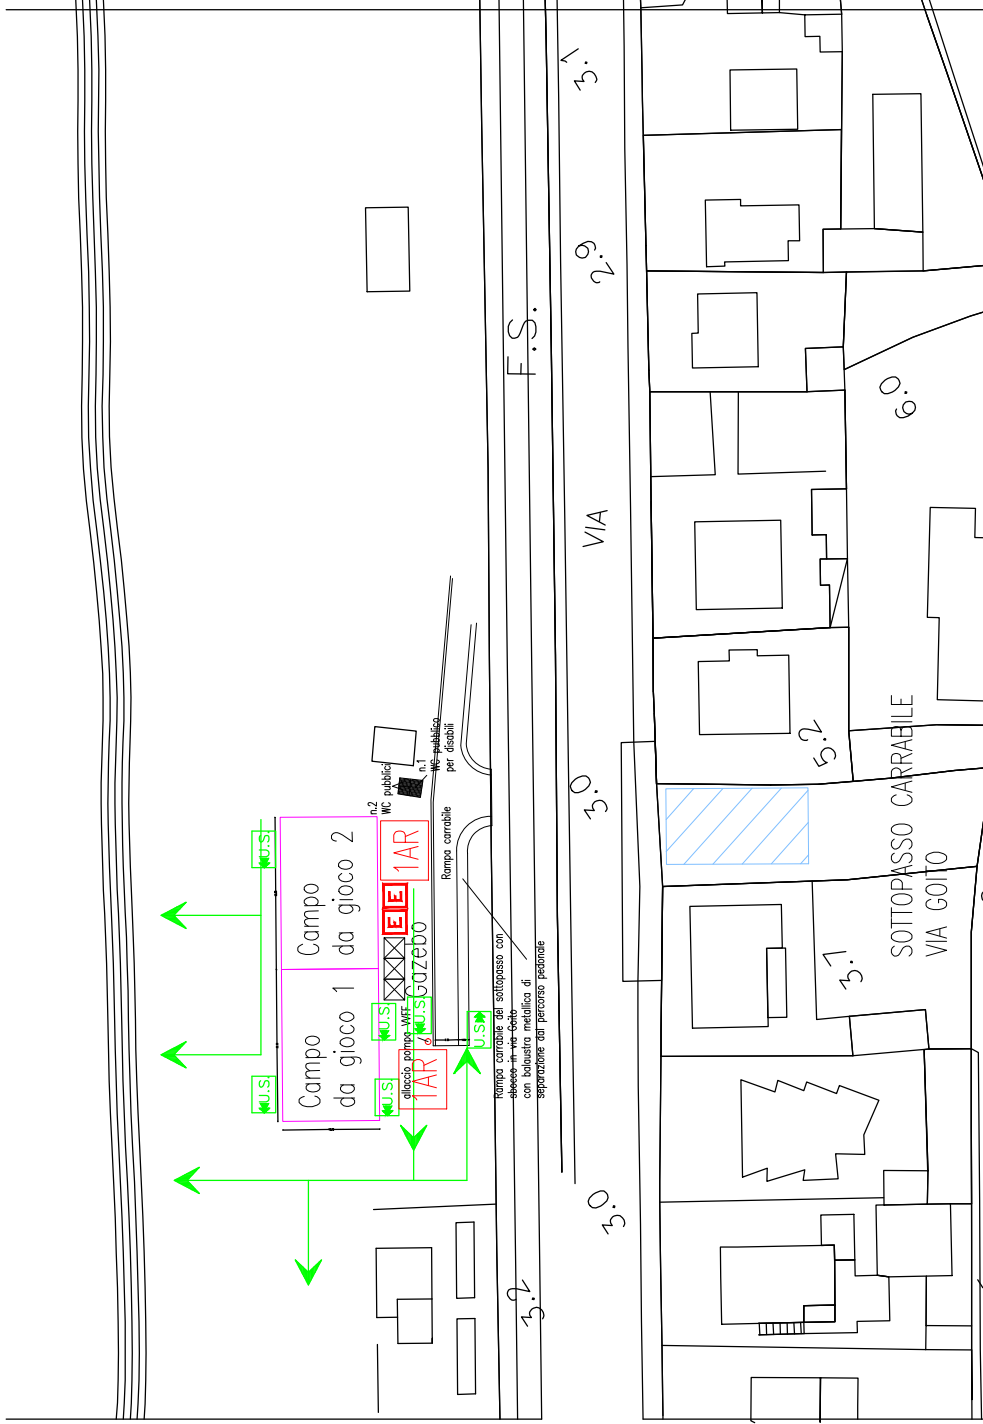 3.1
2.9
F.S.
6.0
VIA
5.2
3.0
SOTTOPASSO CARRABILE
VIA GOITO
3.1
3.0
3.2
n.2
WC pubblici
n.1
WC pubblico
per disabili
Rampa carrabile
U.S.
Campo
da gioco 2
1AR
E
E
Gazebo
Campo
da gioco 1
U.S.
U.S.
U.S.
allaccio pompa VVFF
1AR
U.S.
U.S.
Rampa carrabile del sottopasso con
sbocco in via Goito
con balaustra metallica di
separazione dal percorso pedonale